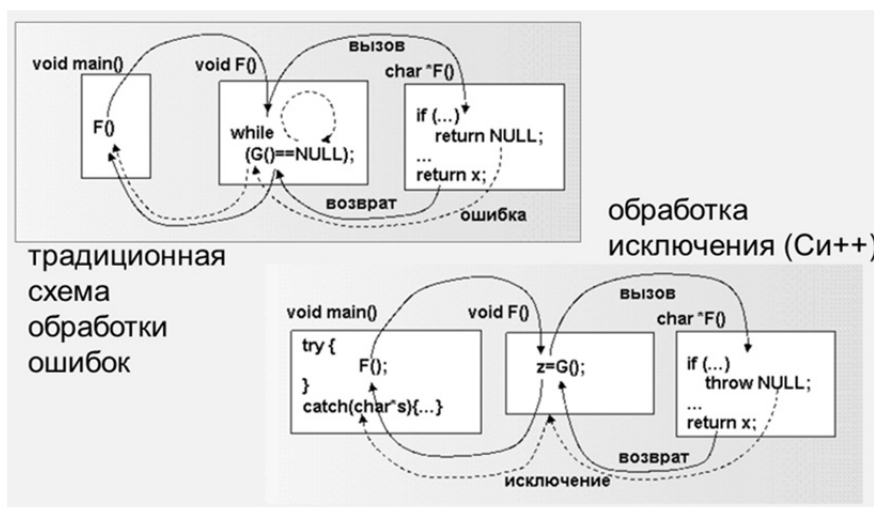 void main()
F()
void F()
while
(G()==NULL);
вызов
char *F()
if (...)
return NULL;
...
return x;
возврат
ошибка
традиционная
схема
обработки
ошибок
обработка
исключения (Си++)
void main()
try {
F();
}
catch(char*s){...}
void F()
z=G();
вызов
char *F()
if (...)
throw NULL;
...
return x;
возврат
исключение